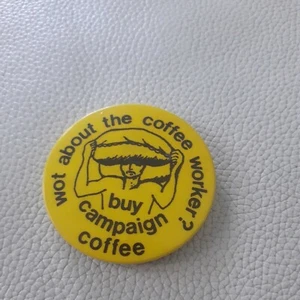 wot about the coffee worker?
buy
campaign
coffee